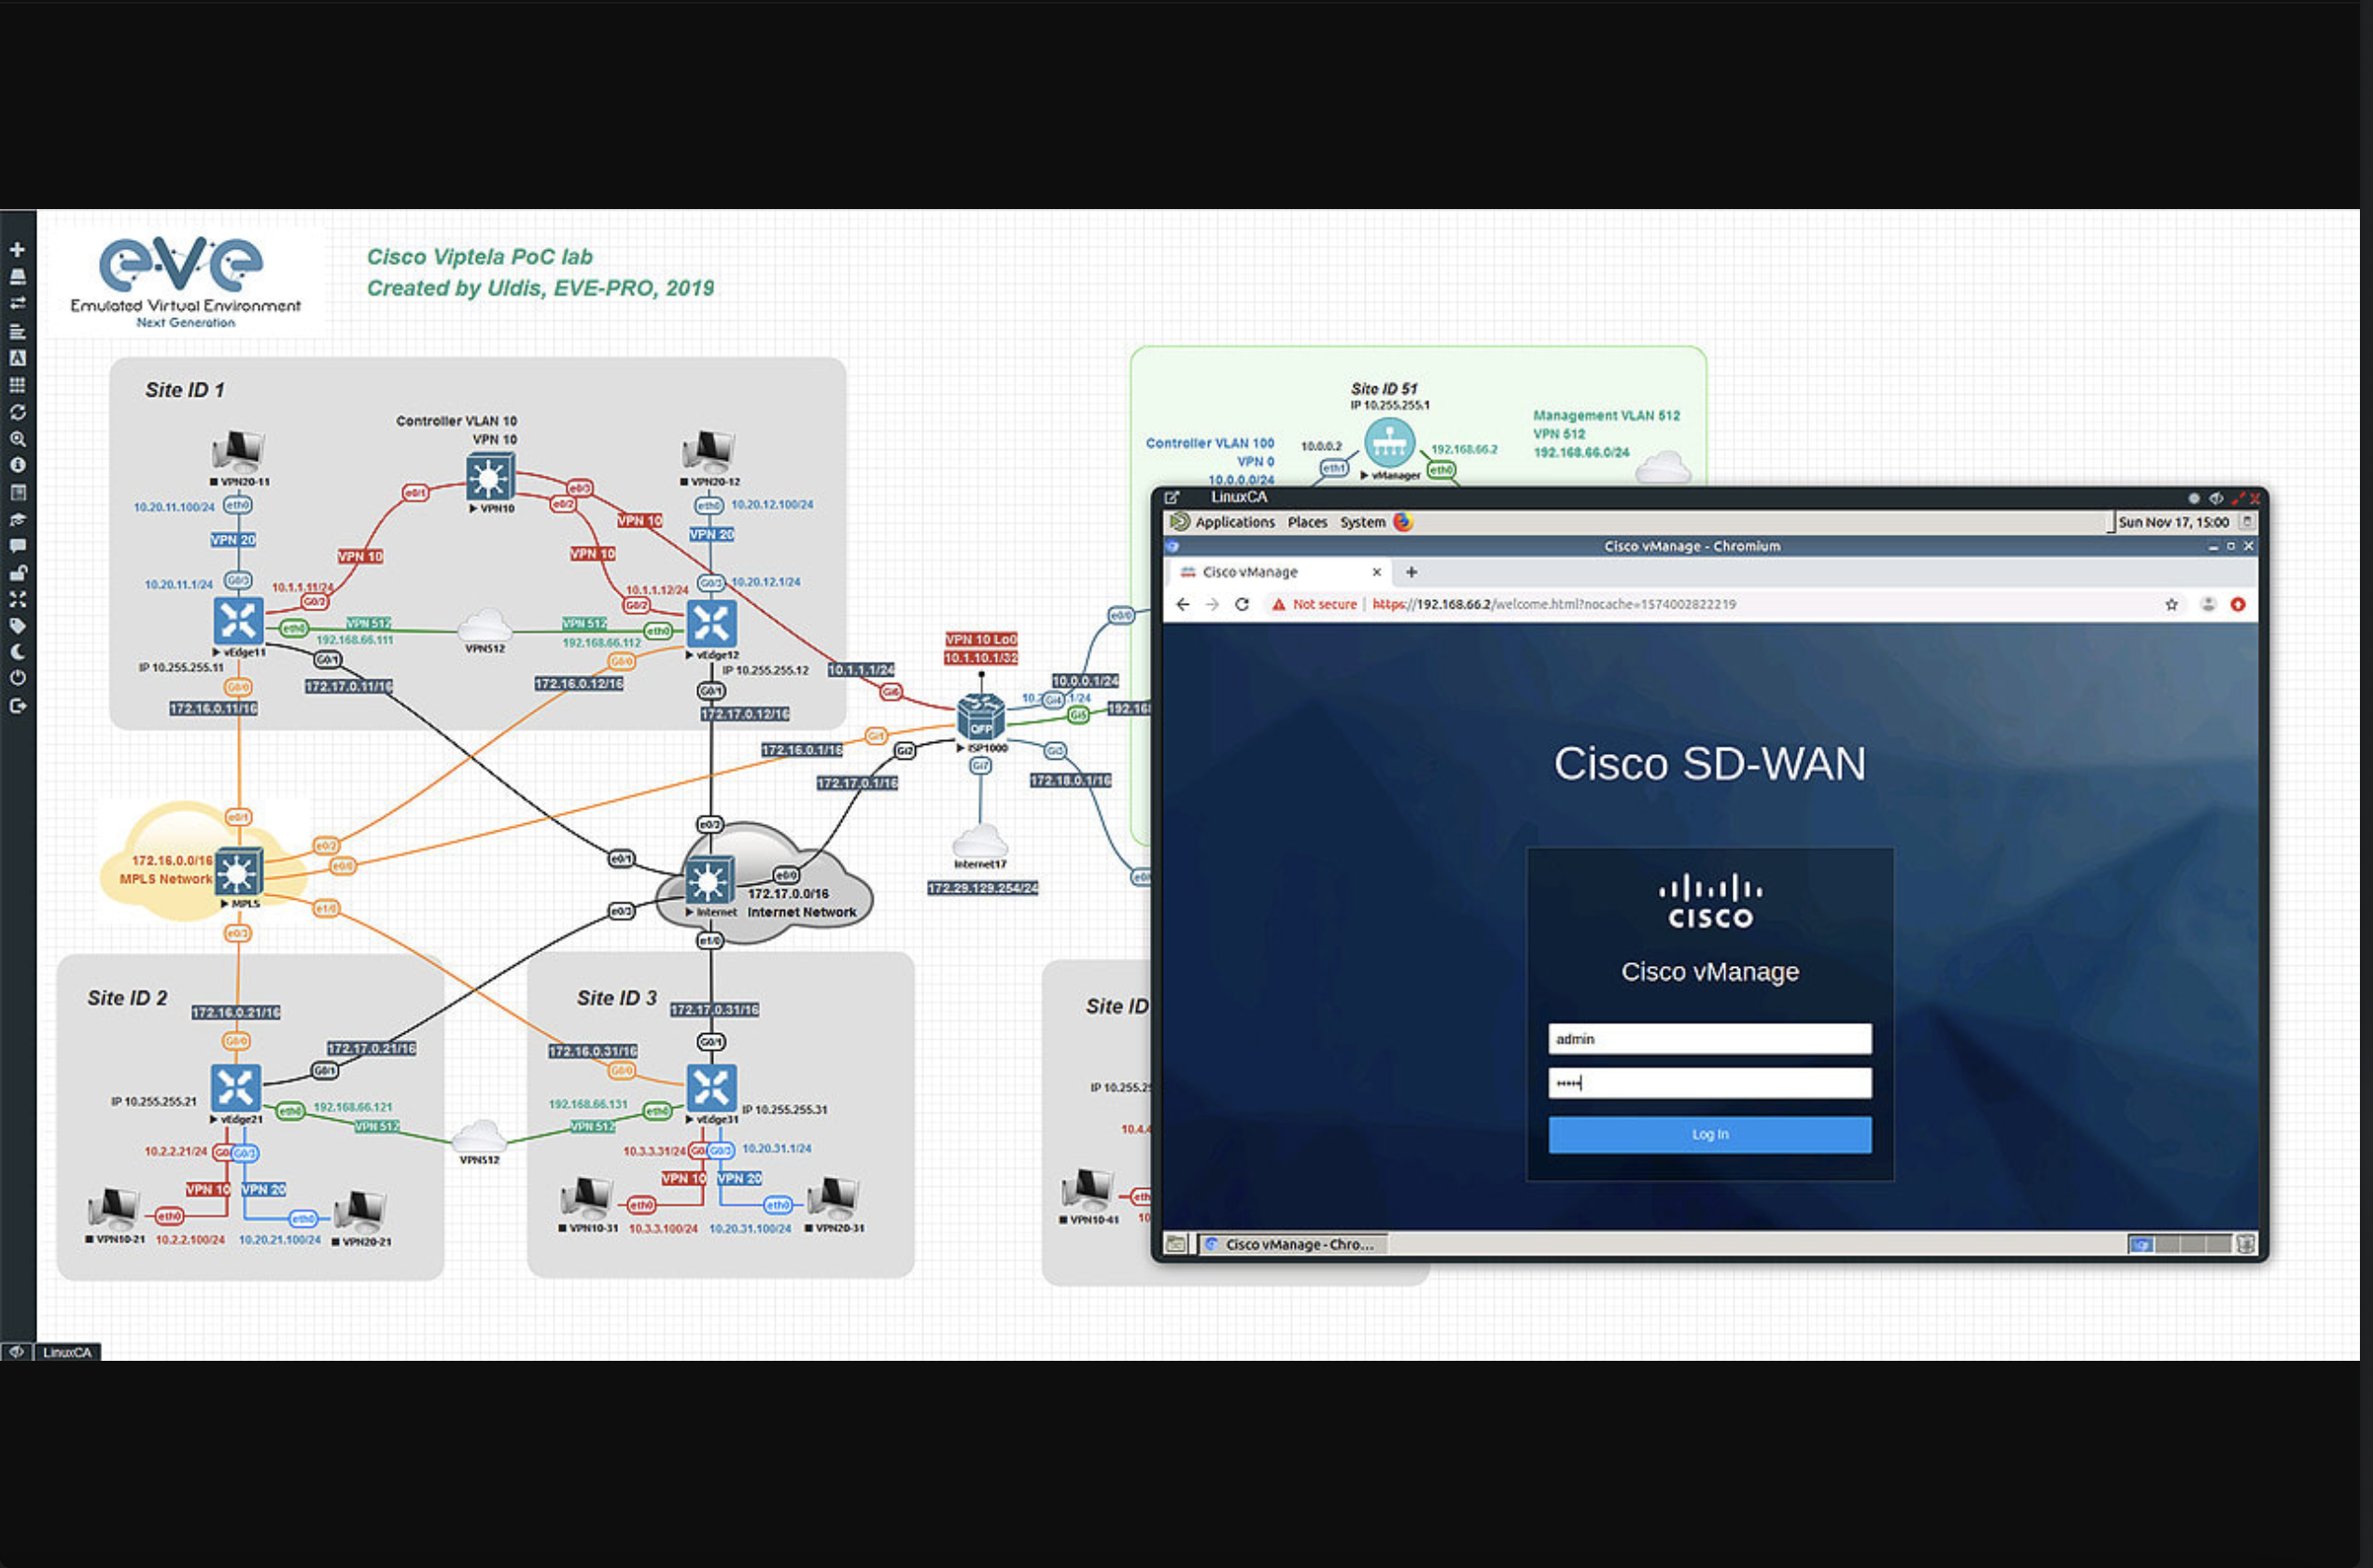 eve
Emulated Virtual Environment
Next Generation
Cisco Viptela PoC lab
Created by Uldis, EVE-PRO, 2019
Site ID 1
Controller VLAN 10
VPN 10
VPN20-11
VPN20-12
10.20.11.100/24
eth0
e0/1
VPN10
e0/3
e0/2
VPN 10
eth0
10.20.12.100/24
VPN 20
VPN 10
VPN 10
VPN 20
10.20.11.1/24
G0/3
10.1.1.11/24
G0/2
10.1.1.12/24
G0/2
G0/3
10.20.12.1/24
eth0
VPN 512
192.168.66.111
VPN512
VPN 512
192.168.66.112
eth0
vEdge11
G0/1
G0/0
vEdge12
IP 10.255.255.11
IP 10.255.255.12
G0/0
172.17.0.11/16
172.16.0.12/16
G0/1
172.16.0.11/16
172.17.0.12/16
10.1.1.1/24
Gi6
VPN 10 Lo0
10.1.10.1/32
10.0.0.1/24
Gi4
1/24
Gi5
e0/0
172.16.0.1/16
Gi1
Gi2
ISP1000
QFP
Gi3
172.17.0.1/16
Gi7
172.18.0.1/16
Internet17
172.29.129.254/24
e0/1
e0/2
e0/0
172.16.0.0/16
MPLS Network
MPLS
e1/0
e0/3
e0/2
e0/1
e0/0
172.17.0.0/16
Internet
Internet Network
e0/3
e1/0
Site ID 2
172.16.0.21/16
G0/0
172.17.0.21/16
G0/1
IP 10.255.255.21
vEdge21
eth0
192.168.66.121
VPN 512
VPN512
10.2.2.21/24
G0/3
VPN 10
VPN 20
eth0
eth0
VPN10-21
10.2.2.100/24
10.20.21.100/24
VPN20-21
Site ID 3
172.17.0.31/16
172.16.0.31/16
G0/0
G0/1
192.168.66.131
eth0
VPN 512
vEdge31
IP 10.255.255.31
10.3.3.31/24
G0/3
10.20.31.1/24
VPN 10
VPN 20
eth0
eth0
VPN10-31
10.3.3.100/24
10.20.31.100/24
VPN20-31
Site ID
VPN10-41
Site ID 51
IP 10.255.255.1
Controller VLAN 100
VPN 0
10.0.0.0/24
10.0.0.2
eth1
vManager
192.168.66.2
eth0
Management VLAN 512
VPN 512
192.168.66.0/24
LinuxCA
Applications Places System
Sun Nov 17, 15:00
Cisco vManage - Chromium
Cisco vManage
Not secure | https://192.168.66.2/welcome.html?nocache=1574002822219
Cisco SD-WAN
CISCO
Cisco vManage
admin
•••••
Log In
Cisco vManage - Chro...
LinuxCA